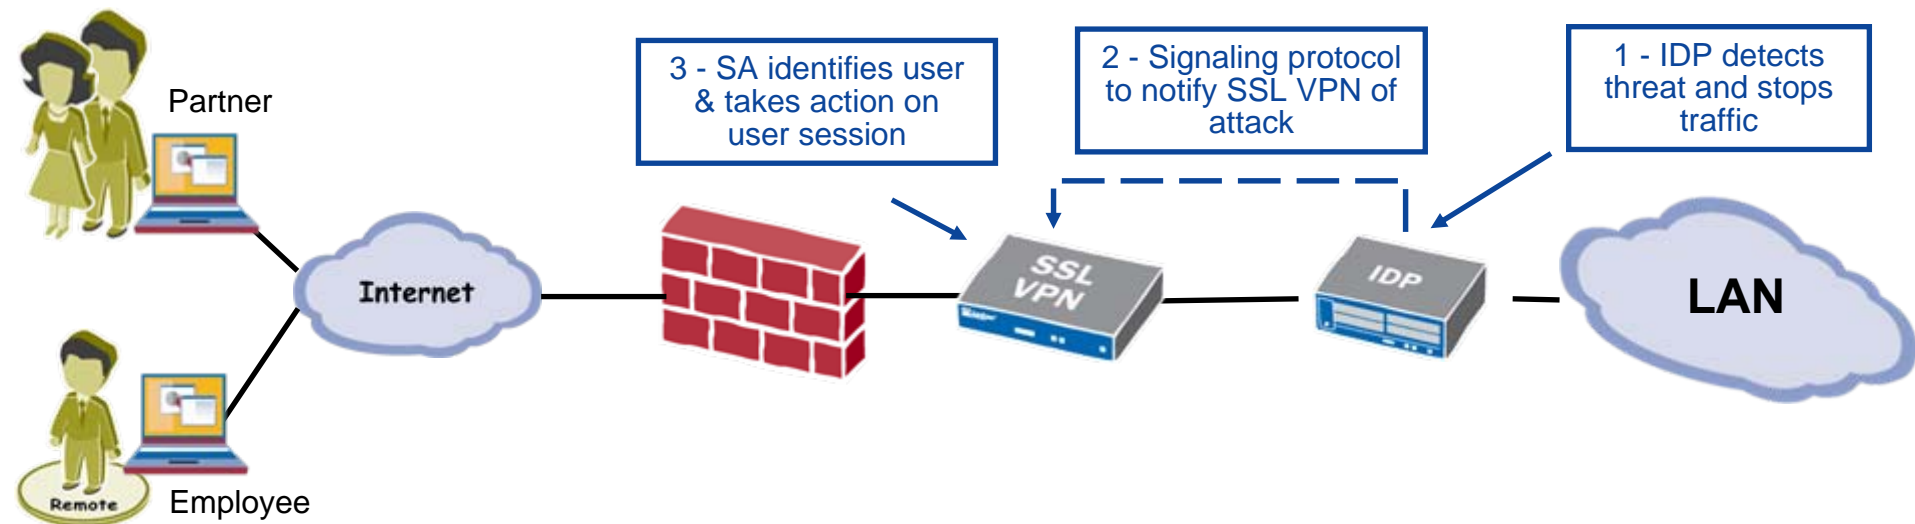 3 - SA identifies user
& takes action on
user session
2 - Signaling protocol
to notify SSL VPN of
attack
1 - IDP detects
threat and stops
traffic
Partner
Internet
SSL
VPN
IDP
LAN
Remote
Employee